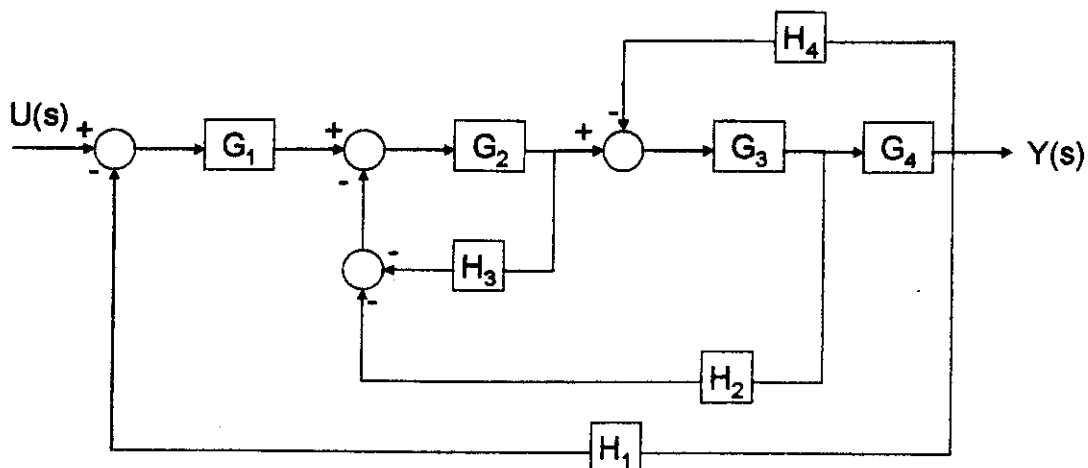 H₄
U(s)
+
-
G₁
+
-
G₂
+
-
G₃
G₄
Y(s)
-
H₃
-
H₂
H₁